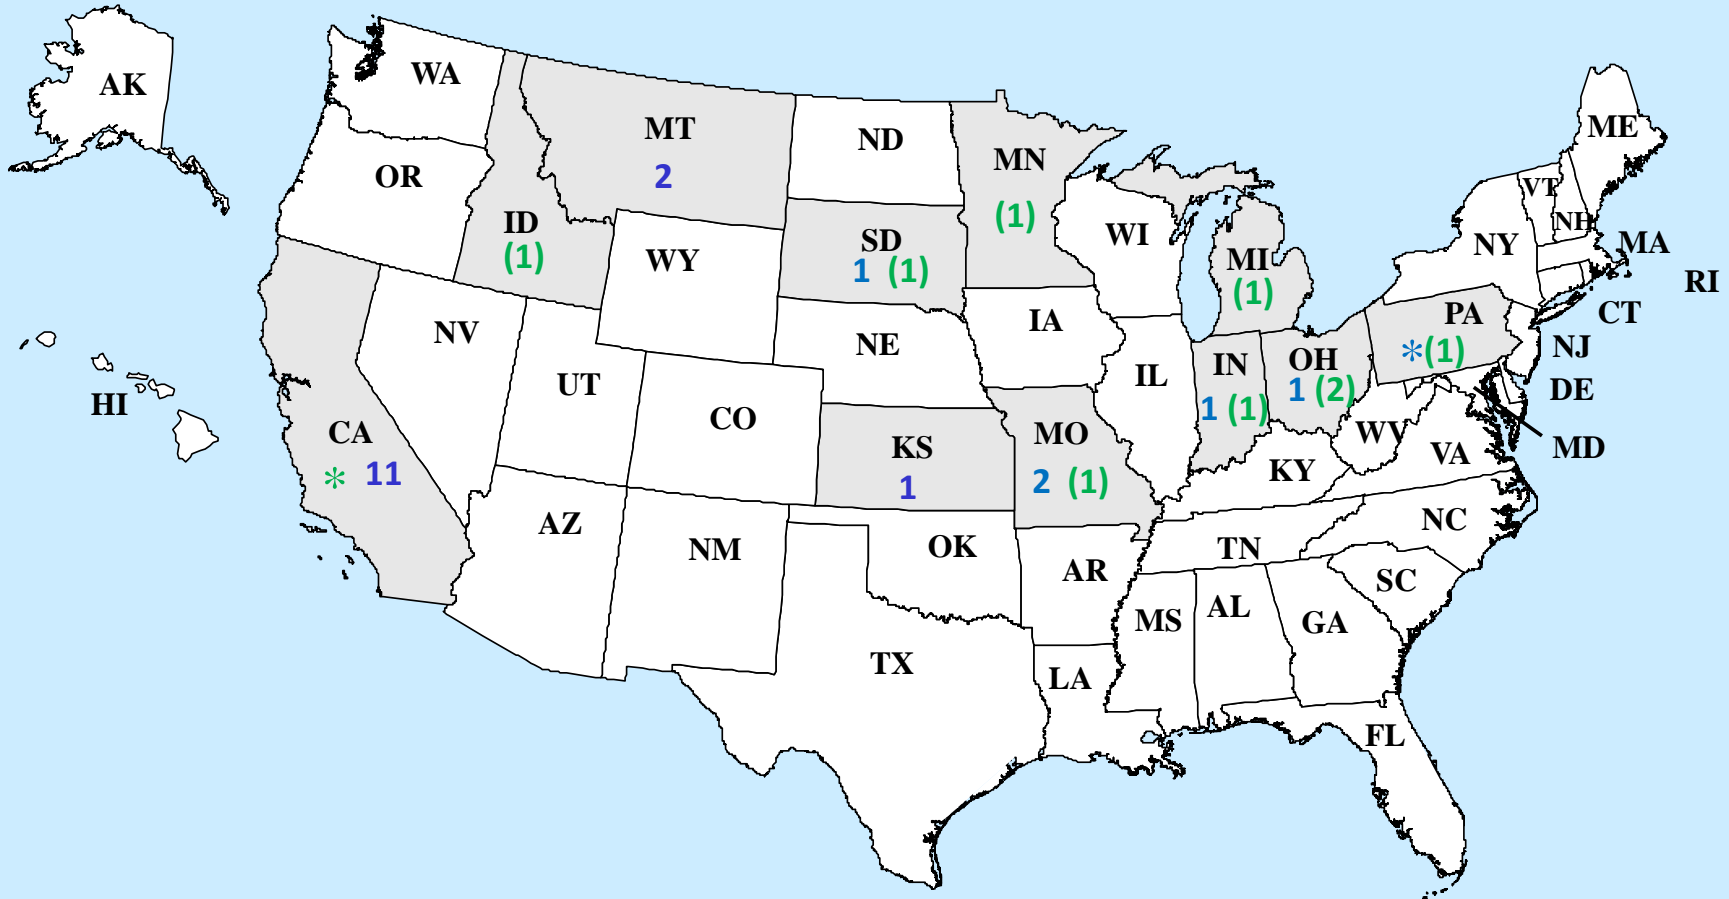 AK
WA
MT
2
ND
MN
(1)
ME
OR
ID
(1)
SD
1 (1)
WI
MI
(1)
VT
NH
NY
MA
RI
WY
CT
NV
IA
PA
*(1)
NJ
NE
IL
IN
1 (1)
OH
1 (2)
DE
UT
HI
CO
CA
* 11
KS
1
MO
2 (1)
WV
VA
MD
KY
AZ
NM
OK
AR
TN
NC
SC
MS
AL
GA
TX
LA
FL